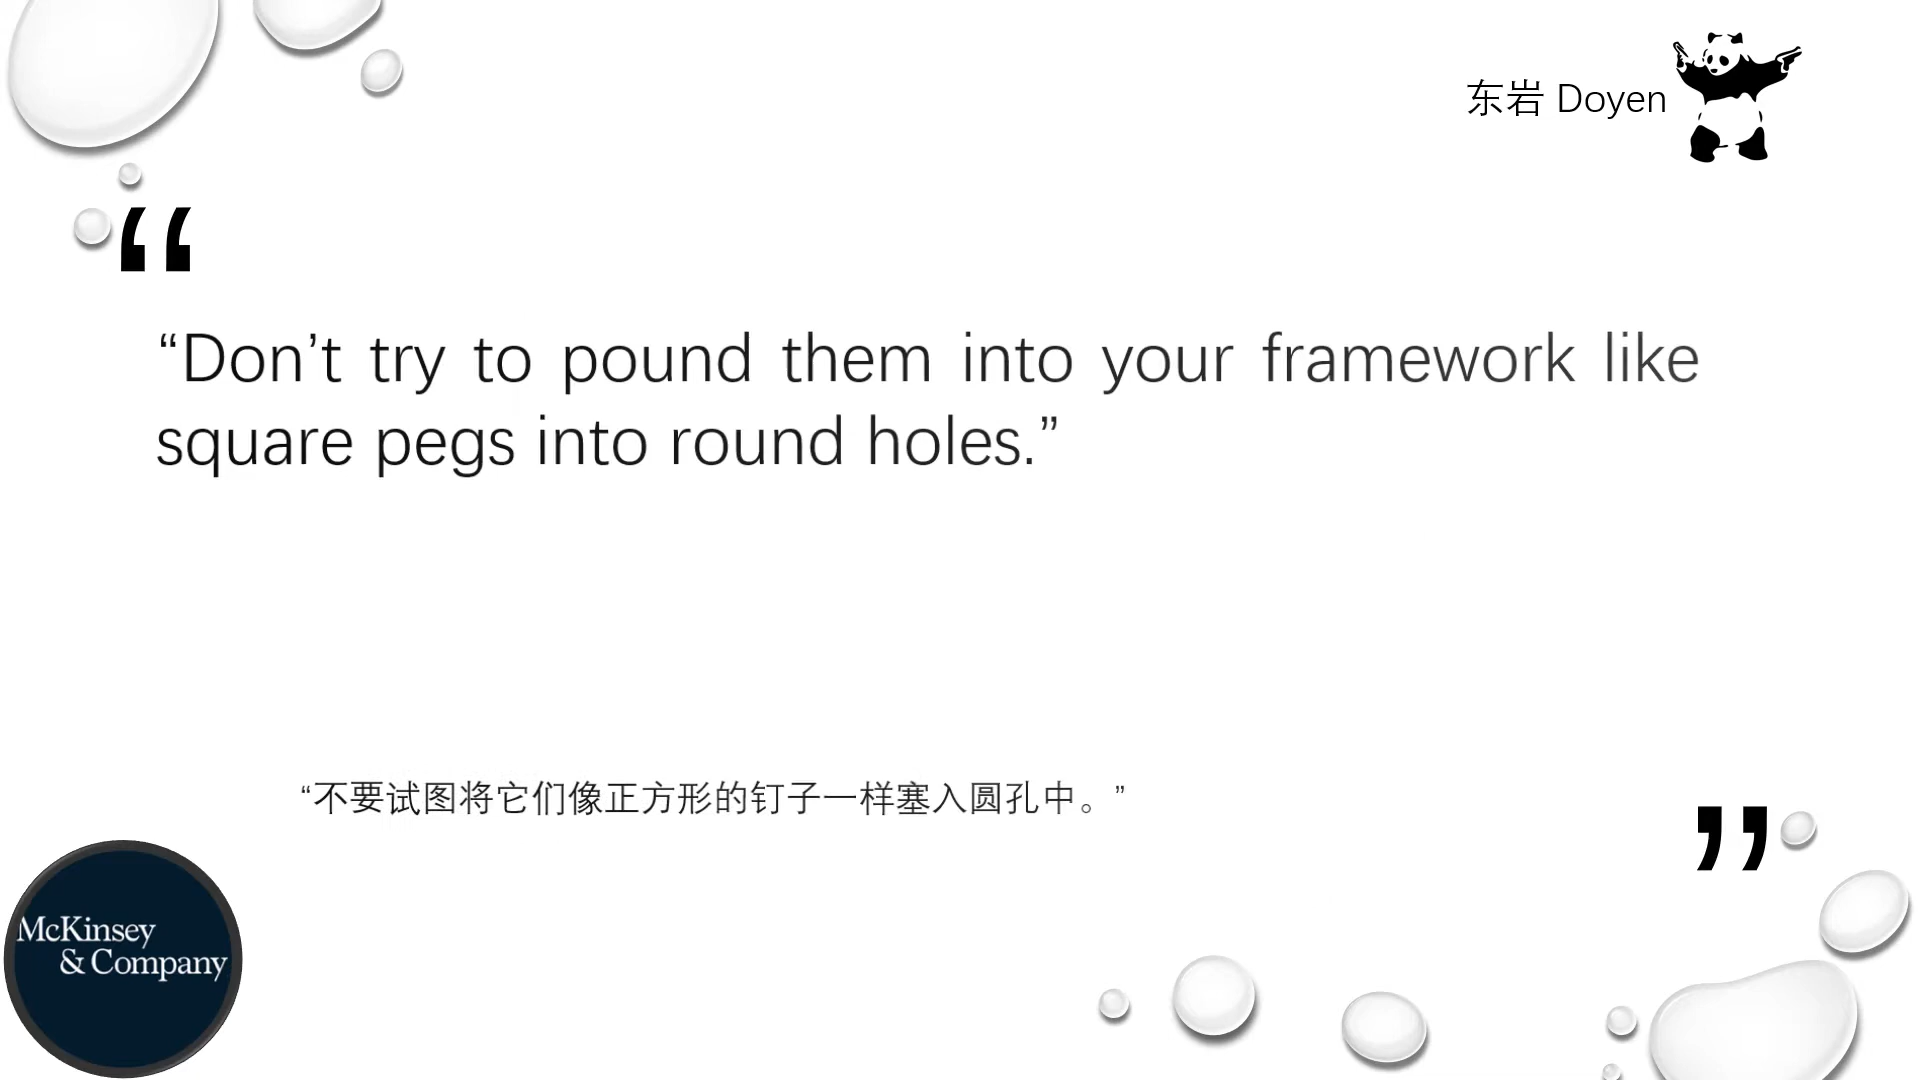 东岩 Doyen
“
“Don’t try to pound them into your framework like
square pegs into round holes.”
“不要试图将它们像正方形的钉子一样塞入圆孔中。”
”
McKinsey
& Company